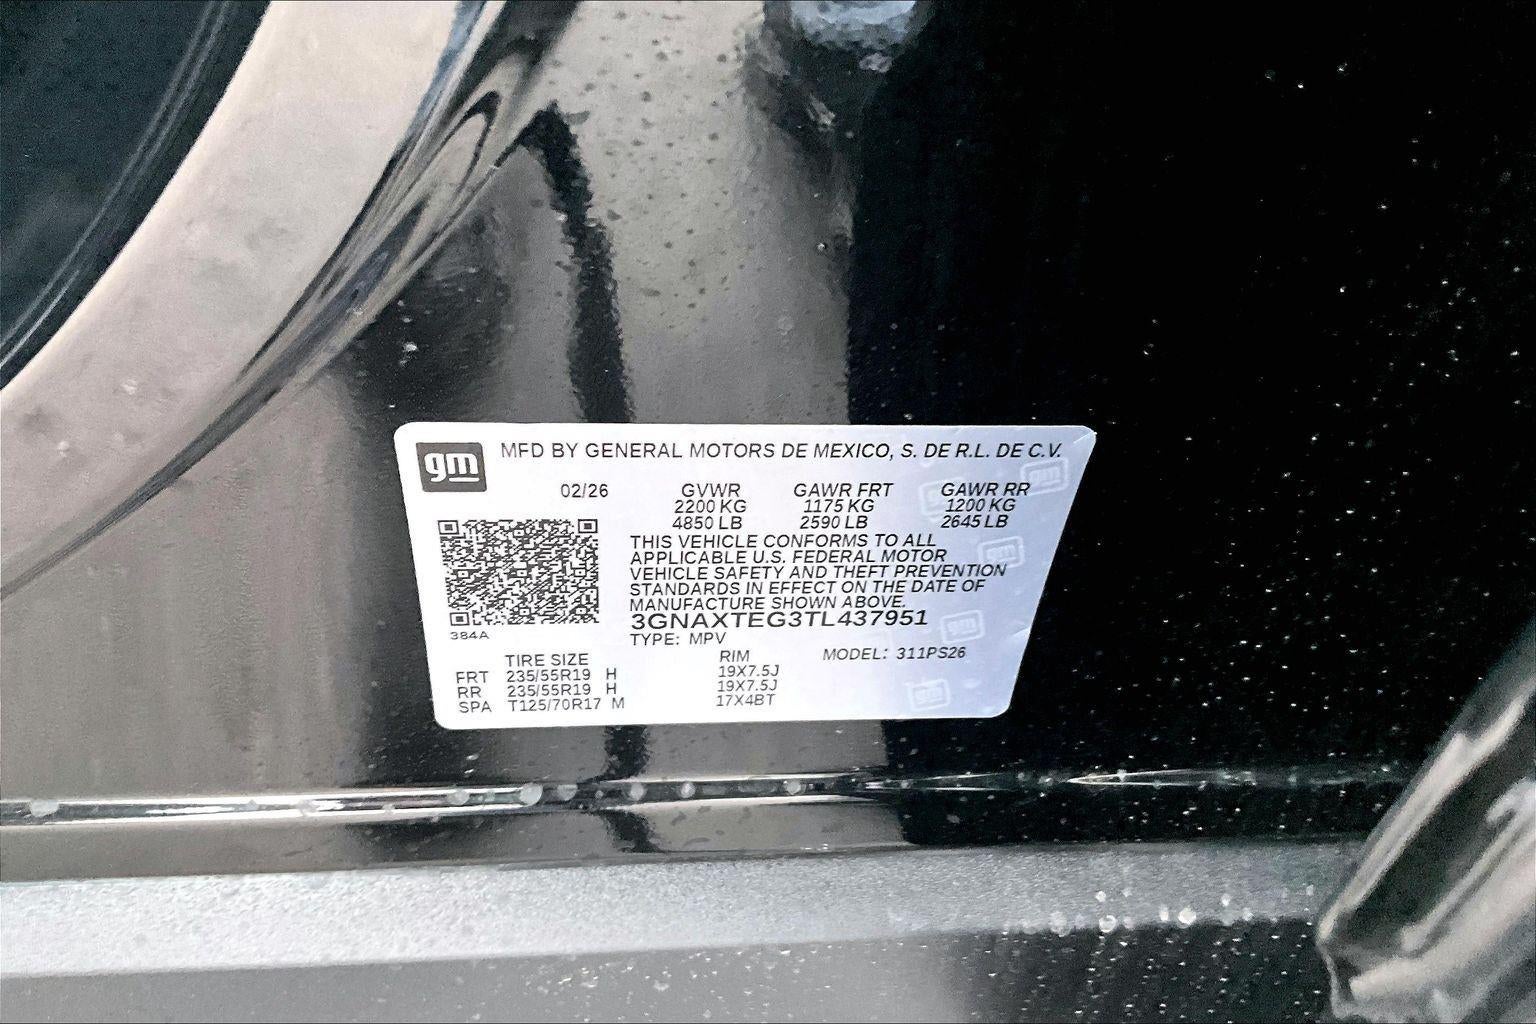 gm MFD BY GENERAL MOTORS DE MEXICO, S. DE R.L. DE C.V.
02/26 GVWR GAWR FRT GAWR RR
2200 KG 1175 KG 1200 KG
4850 LB 2590 LB 2645 LB
THIS VEHICLE CONFORMS TO ALL
APPLICABLE U.S. FEDERAL MOTOR
VEHICLE SAFETY AND THEFT PREVENTION
STANDARDS IN EFFECT ON THE DATE OF
MANUFACTURE SHOWN ABOVE.
3GNAXTEG3TL437951
384A TYPE: MPV
TIRE SIZE RIM MODEL: 311PS26
FRT 235/55R19 H 19X7.5J
RR 235/55R19 H 19X7.5J
SPA T125/70R17 M 17X4BT